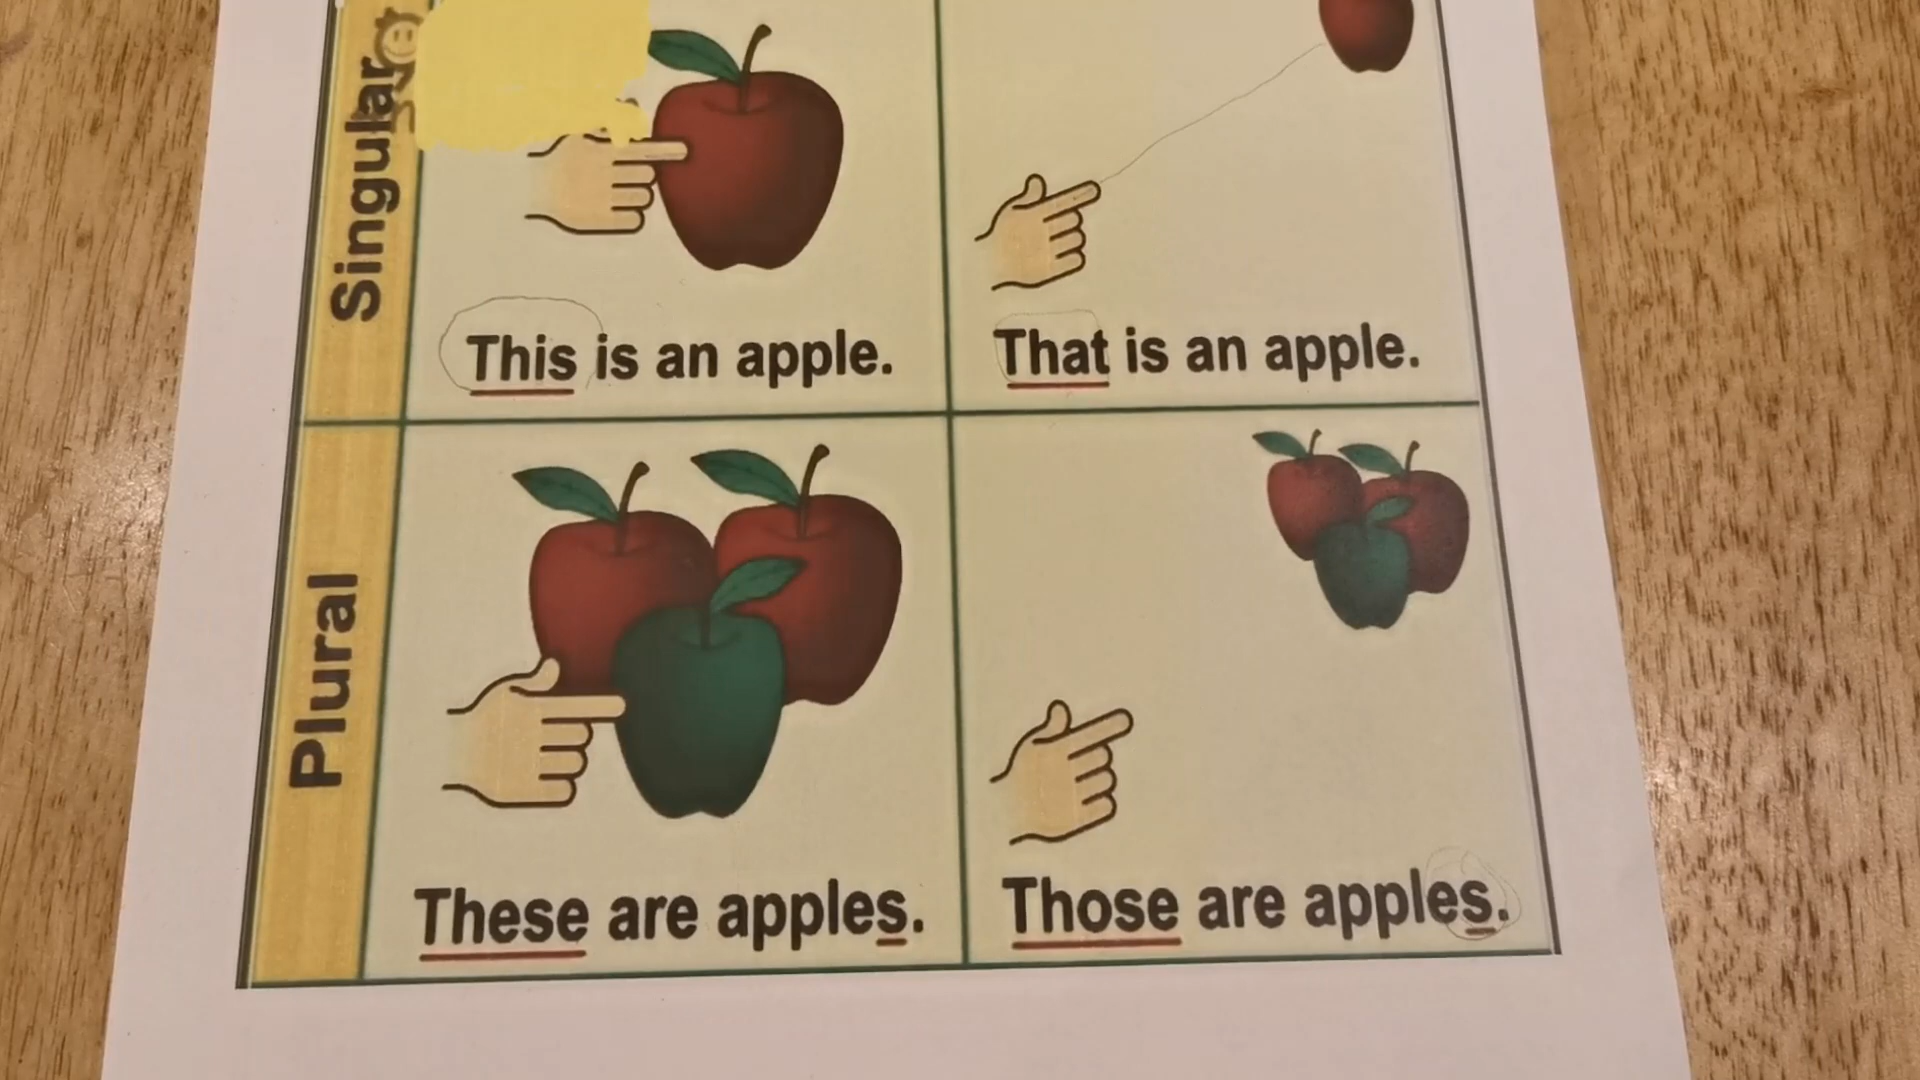 Singular
This is an apple.
That is an apple.
Plural
These are apples.
Those are apples.